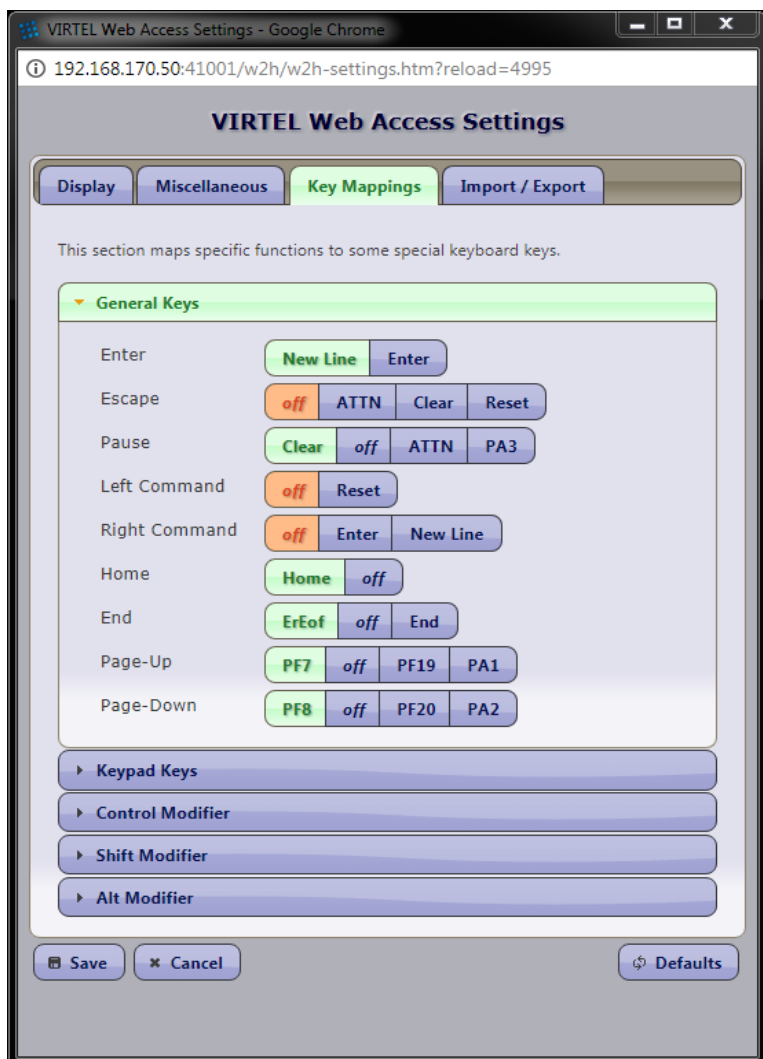 VIRTEL Web Access Settings - Google Chrome
192.168.170.50:41001/w2h/w2h-settings.htm?reload=4995
VIRTEL Web Access Settings
Display Miscellaneous Key Mappings Import / Export
This section maps specific functions to some special keyboard keys.
General Keys
Enter New Line Enter
Escape off ATTN Clear Reset
Pause Clear off ATTN PA3
Left Command off Reset
Right Command off Enter New Line
Home Home off
End ErEof off End
Page-Up PF7 off PF19 PA1
Page-Down PF8 off PF20 PA2
Keypad Keys
Control Modifier
Shift Modifier
Alt Modifier
Save Cancel Defaults